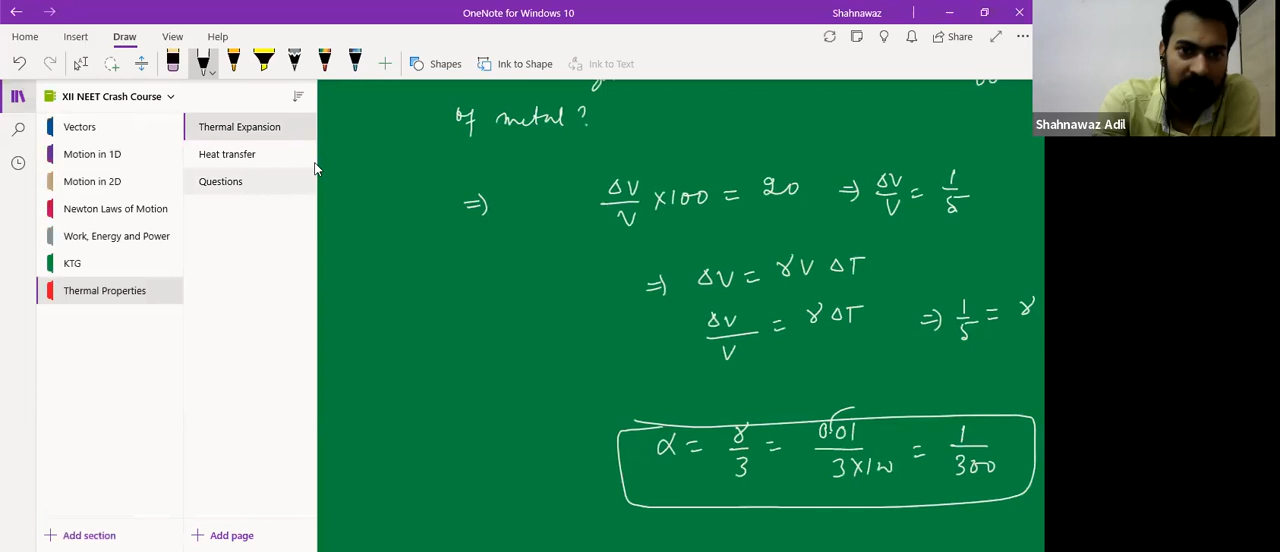 OneNote for Windows 10
Shahnawaz
Home Insert Draw View Help
Share
Shapes Ink to Shape Ink to Text
XII NEET Crash Course
Vectors
Motion in 1D
Motion in 2D
Newton Laws of Motion
Work, Energy and Power
KTG
Thermal Properties
Add section
Thermal Expansion
Heat transfer
Questions
Add page
of metal?
⇒ ΔV/V ×100 = 20 ⇒ ΔV/V = 1/5
⇒ ΔV = γ V ΔT
ΔV/V = γ ΔT ⇒ 1/5 = γ
α = γ/3 = 0.01/3×100 = 1/300
Shahnawaz Adil